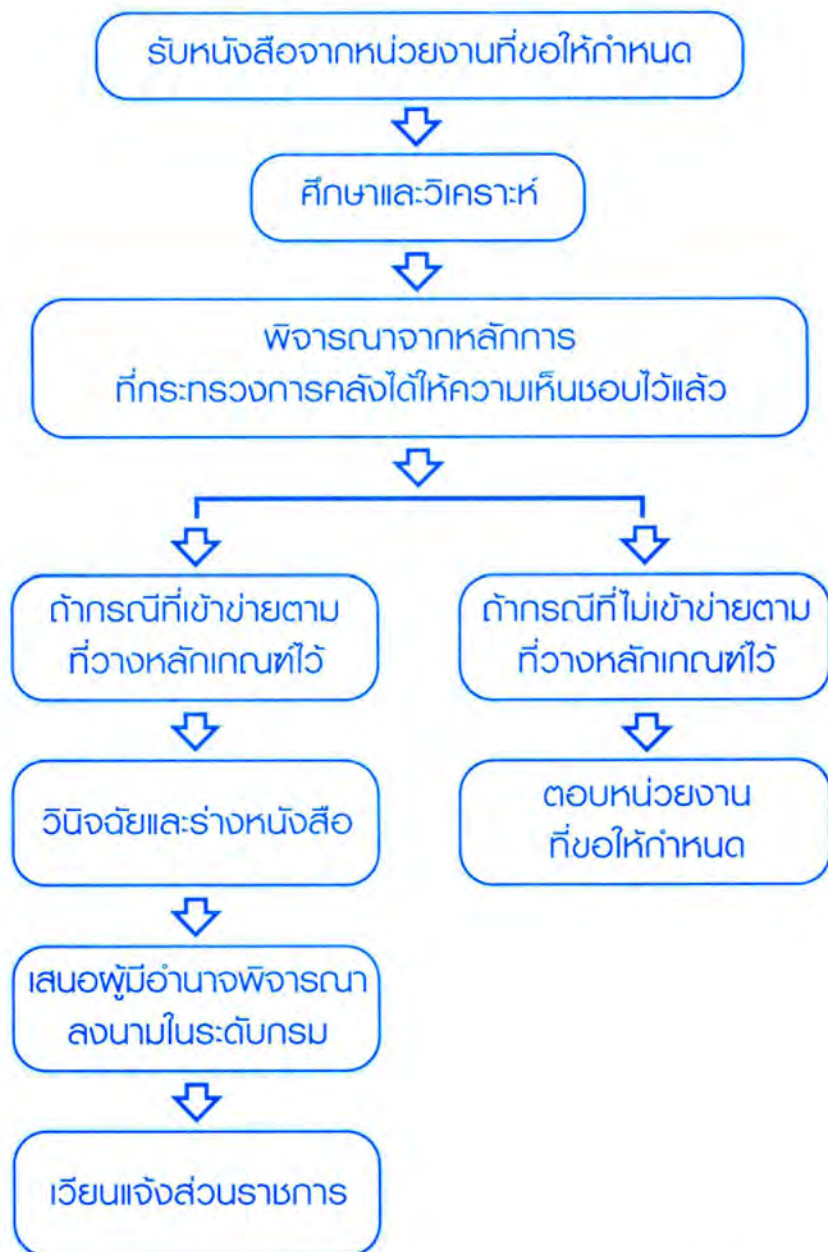 รับหนังสือจากหน่วยงานที่ขอให้กำหนด
ศึกษาและวิเคราะห์
พิจารณาจากหลักการ
ที่กระทรวงการคลังได้ให้ความเห็นชอบไว้แล้ว
ถ้ากรณีที่เข้าข่ายตาม
ที่วางหลักเกณฑ์ไว้
ถ้ากรณีที่ไม่เข้าข่ายตาม
ที่วางหลักเกณฑ์ไว้
วินิจฉัยและร่างหนังสือ
ตอบหน่วยงาน
ที่ขอให้กำหนด
เสนอผู้มีอำนาจพิจารณา
ลงนามในระดับกรม
เวียนแจ้งส่วนราชการ